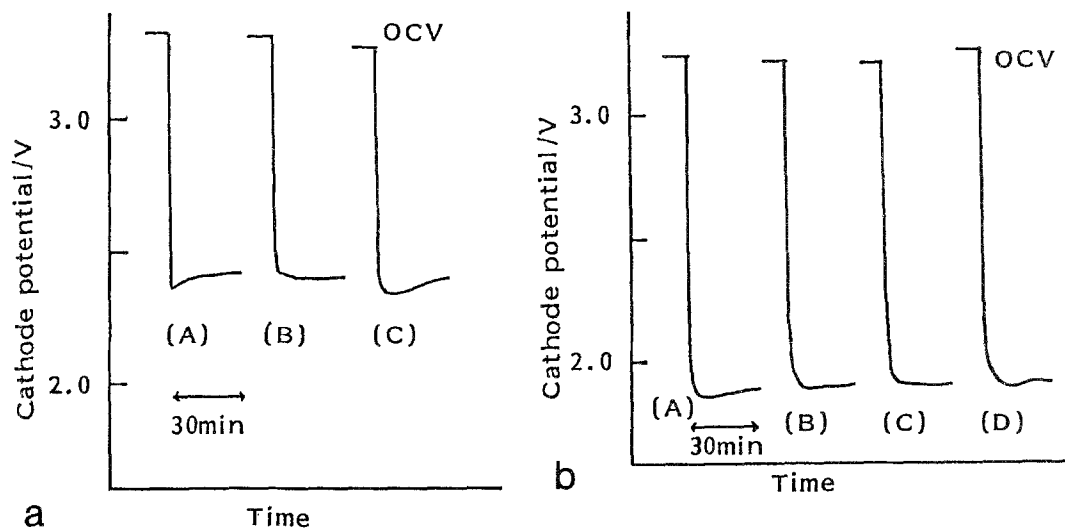 OCV
3.0
2.0
Cathode potential/V
(A) (B) (C)
30min
Time
a
OCV
3.0
2.0
Cathode potential/V
(A) (B) (C) (D)
30min
Time
b